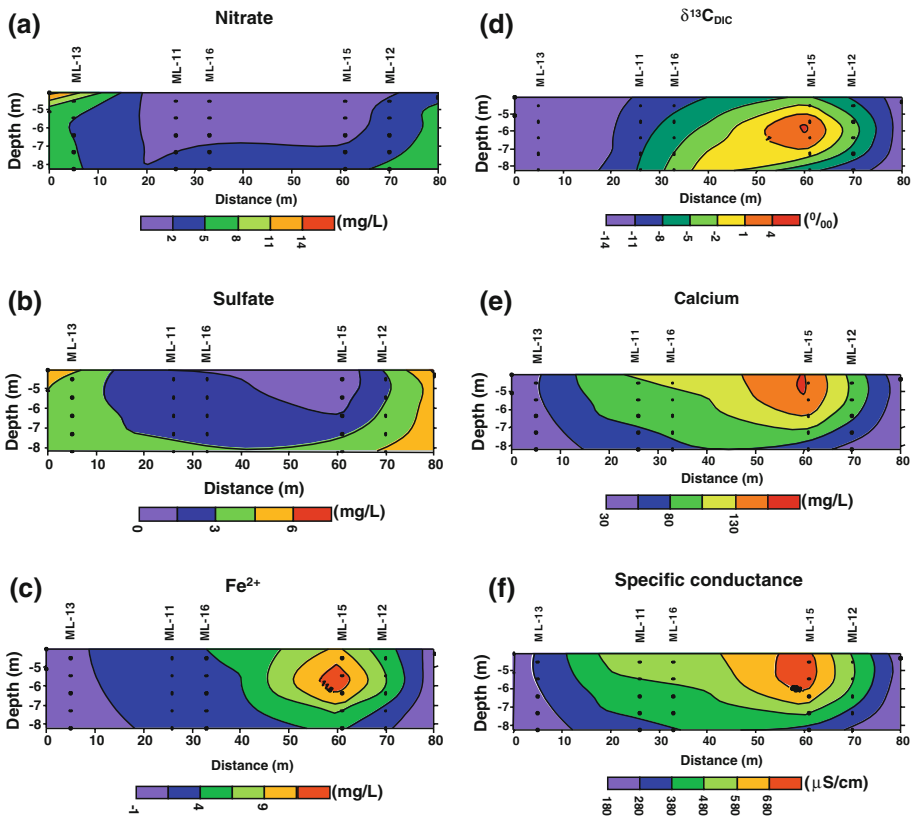 (a)
Nitrate
ML-13
ML-11
ML-16
ML-15
ML-12
Depth (m)
-5
-6
-7
-8
0 10 20 30 40 50 60 70 80
Distance (m)
2 5 8 11 14 (mg/L)
(b)
Sulfate
ML-13
ML-11
ML-16
ML-15
ML-12
Depth (m)
-5
-6
-7
-8
0 10 20 30 40 50 60 70 80
Distance (m)
0 3 6 (mg/L)
(c)
Fe²⁺
ML-13
ML-11
ML-16
ML-15
ML-12
Depth (m)
-5
-6
-7
-8
0 10 20 30 40 50 60 70 80
Distance (m)
-1 4 9 (mg/L)
(d)
δ¹³C_DIC
ML-13
ML-11
ML-16
ML-15
ML-12
Depth (m)
-5
-6
-7
-8
0 10 20 30 40 50 60 70 80
Distance (m)
-14 -11 -8 -5 -2 1 4 (⁰/₀₀)
(e)
Calcium
ML-13
ML-11
ML-16
ML-15
ML-12
Depth (m)
-5
-6
-7
-8
0 10 20 30 40 50 60 70 80
Distance (m)
30 80 130 (mg/L)
(f)
Specific conductance
ML-13
ML-11
ML-16
ML-15
ML-12
Depth (m)
-5
-6
-7
-8
0 10 20 30 40 50 60 70 80
Distance (m)
180 280 380 480 580 680 (µS/cm)